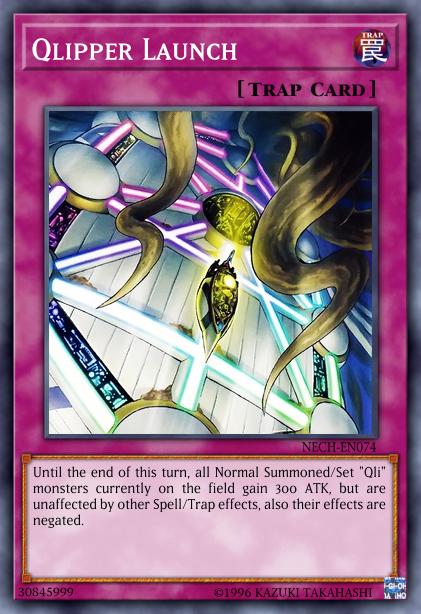 Qlipper Launch
TRAP
罠
[Trap Card]
NECH-EN074
Until the end of this turn, all Normal Summoned/Set "Qli"
monsters currently on the field gain 300 ATK, but are
unaffected by other Spell/Trap effects, also their effects are
negated.
30845999
©1996 KAZUKI TAKAHASHI